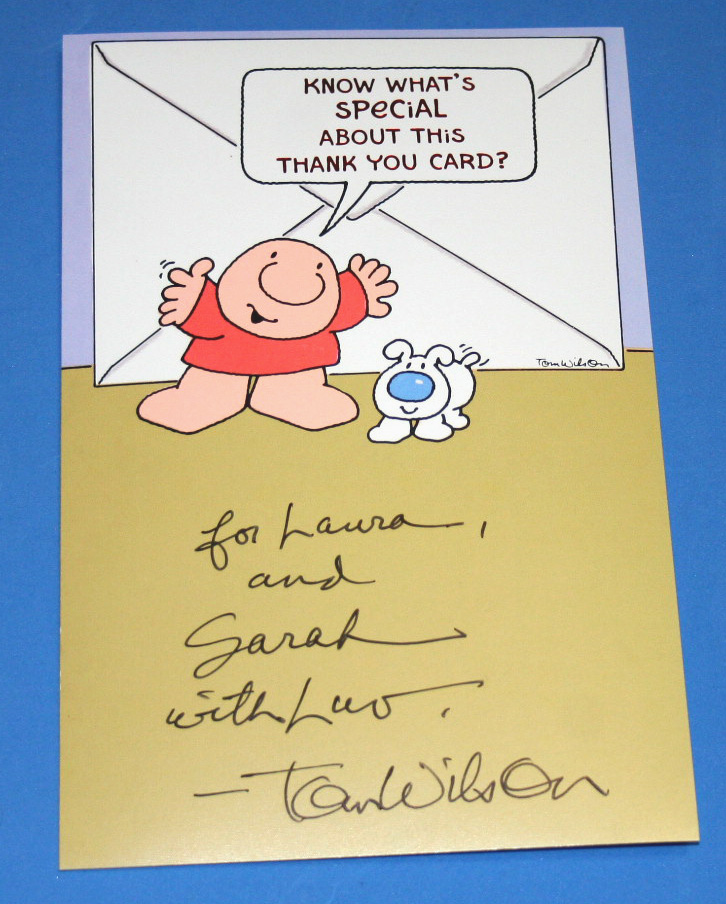 KNOW WHAT'S
SPECiAL
ABOUT THiS
THANK YOU CARD?
Tom Wilson
for Laura,
and
Sarah
with Luv.
- Tom Wilson